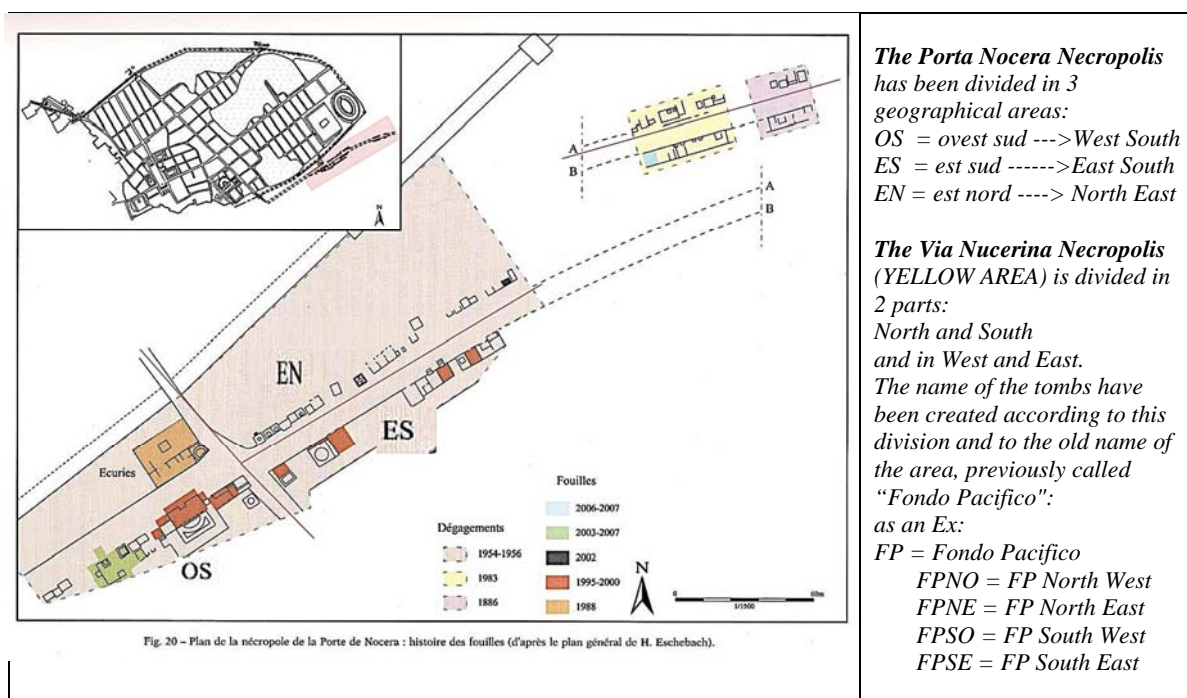 N
A
B
A
B
EN
ES
Ecuries
OS
Fouilles
2006-2007
2003-2007
2002
1995-2000
1988
Dégagements
1954-1956
1983
1886
N
0
60m
1/1500
Fig. 20 – Plan de la nécropole de la Porte de Nocera : histoire des fouilles (d'après le plan général de H. Eschebach).
The Porta Nocera Necropolis
has been divided in 3
geographical areas:
OS = ovest sud --->West South
ES = est sud ------>East South
EN = est nord ----> North East
The Via Nucerina Necropolis
(YELLOW AREA) is divided in
2 parts:
North and South
and in West and East.
The name of the tombs have
been created according to this
division and to the old name of
the area, previously called
“Fondo Pacifico":
as an Ex:
FP = Fondo Pacifico
FPNO = FP North West
FPNE = FP North East
FPSO = FP South West
FPSE = FP South East